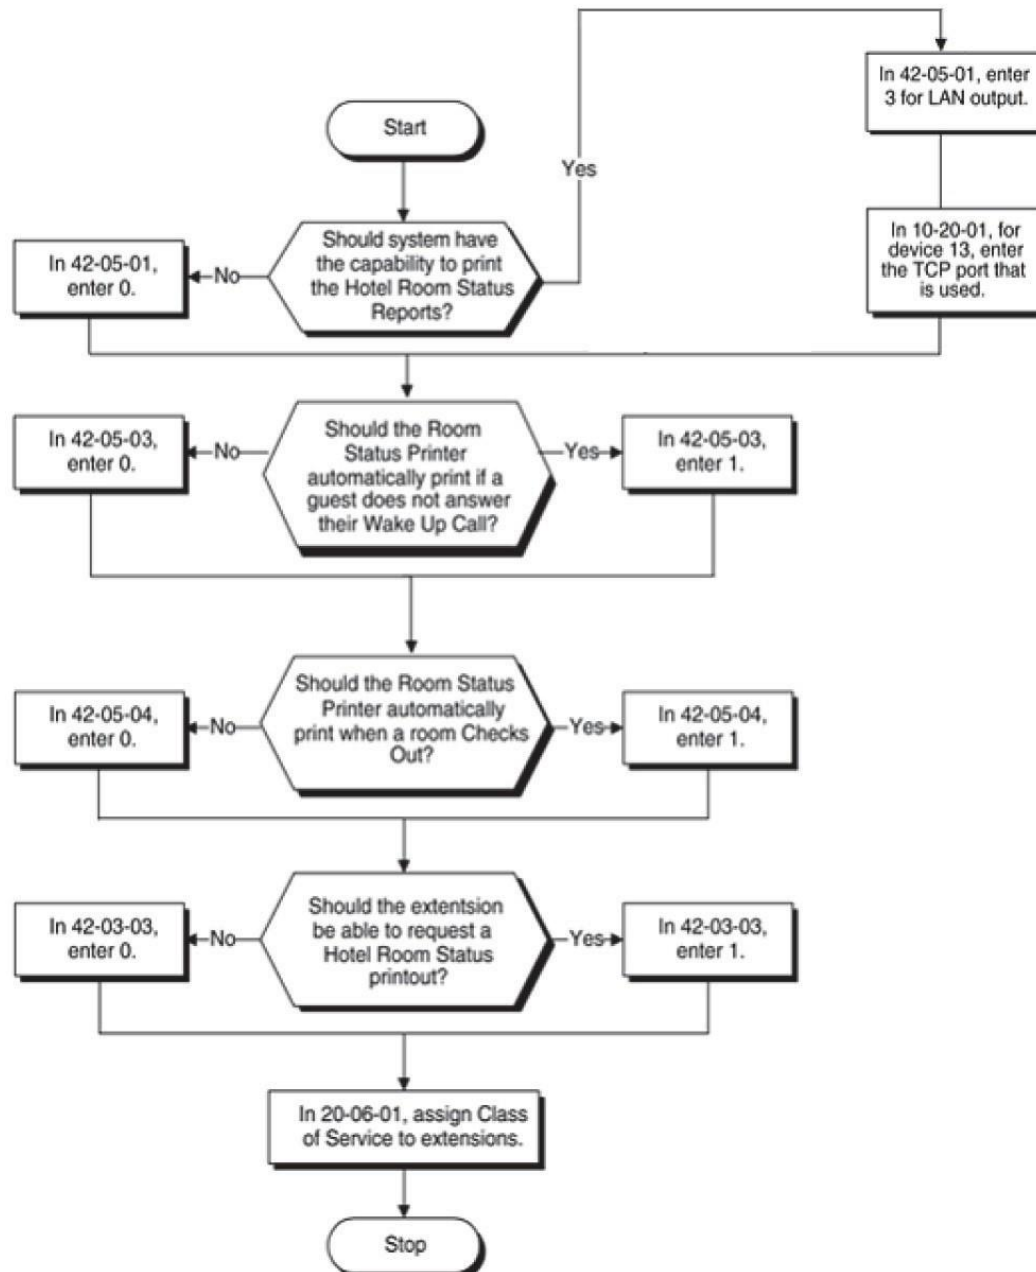 Start
Should system have
the capability to print
the Hotel Room Status
Reports?
No
In 42-05-01,
enter 0.
Yes
In 42-05-01, enter
3 for LAN output.
In 10-20-01, for
device 13, enter
the TCP port that
is used.
Should the Room
Status Printer
automatically print if a
guest does not answer
their Wake Up Call?
No
In 42-05-03,
enter 0.
Yes
In 42-05-03,
enter 1.
Should the Room Status
Printer automatically
print when a room Checks
Out?
No
In 42-05-04,
enter 0.
Yes
In 42-05-04,
enter 1.
Should the extentsion
be able to request a
Hotel Room Status
printout?
No
In 42-03-03,
enter 0.
Yes
In 42-03-03,
enter 1.
In 20-06-01, assign Class
of Service to extensions.
Stop